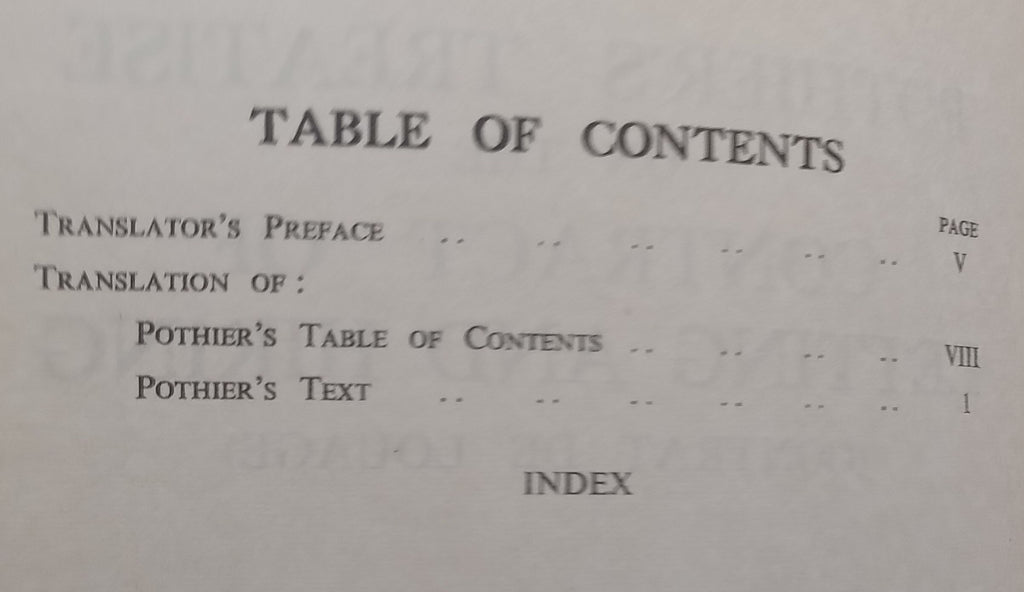 TABLE OF CONTENTS
PAGE
TRANSLATOR'S PREFACE .. .. .. .. .. .. V
TRANSLATION OF:
POTHIER'S TABLE OF CONTENTS .. .. .. .. VIII
POTHIER'S TEXT .. .. .. .. .. .. 1
INDEX